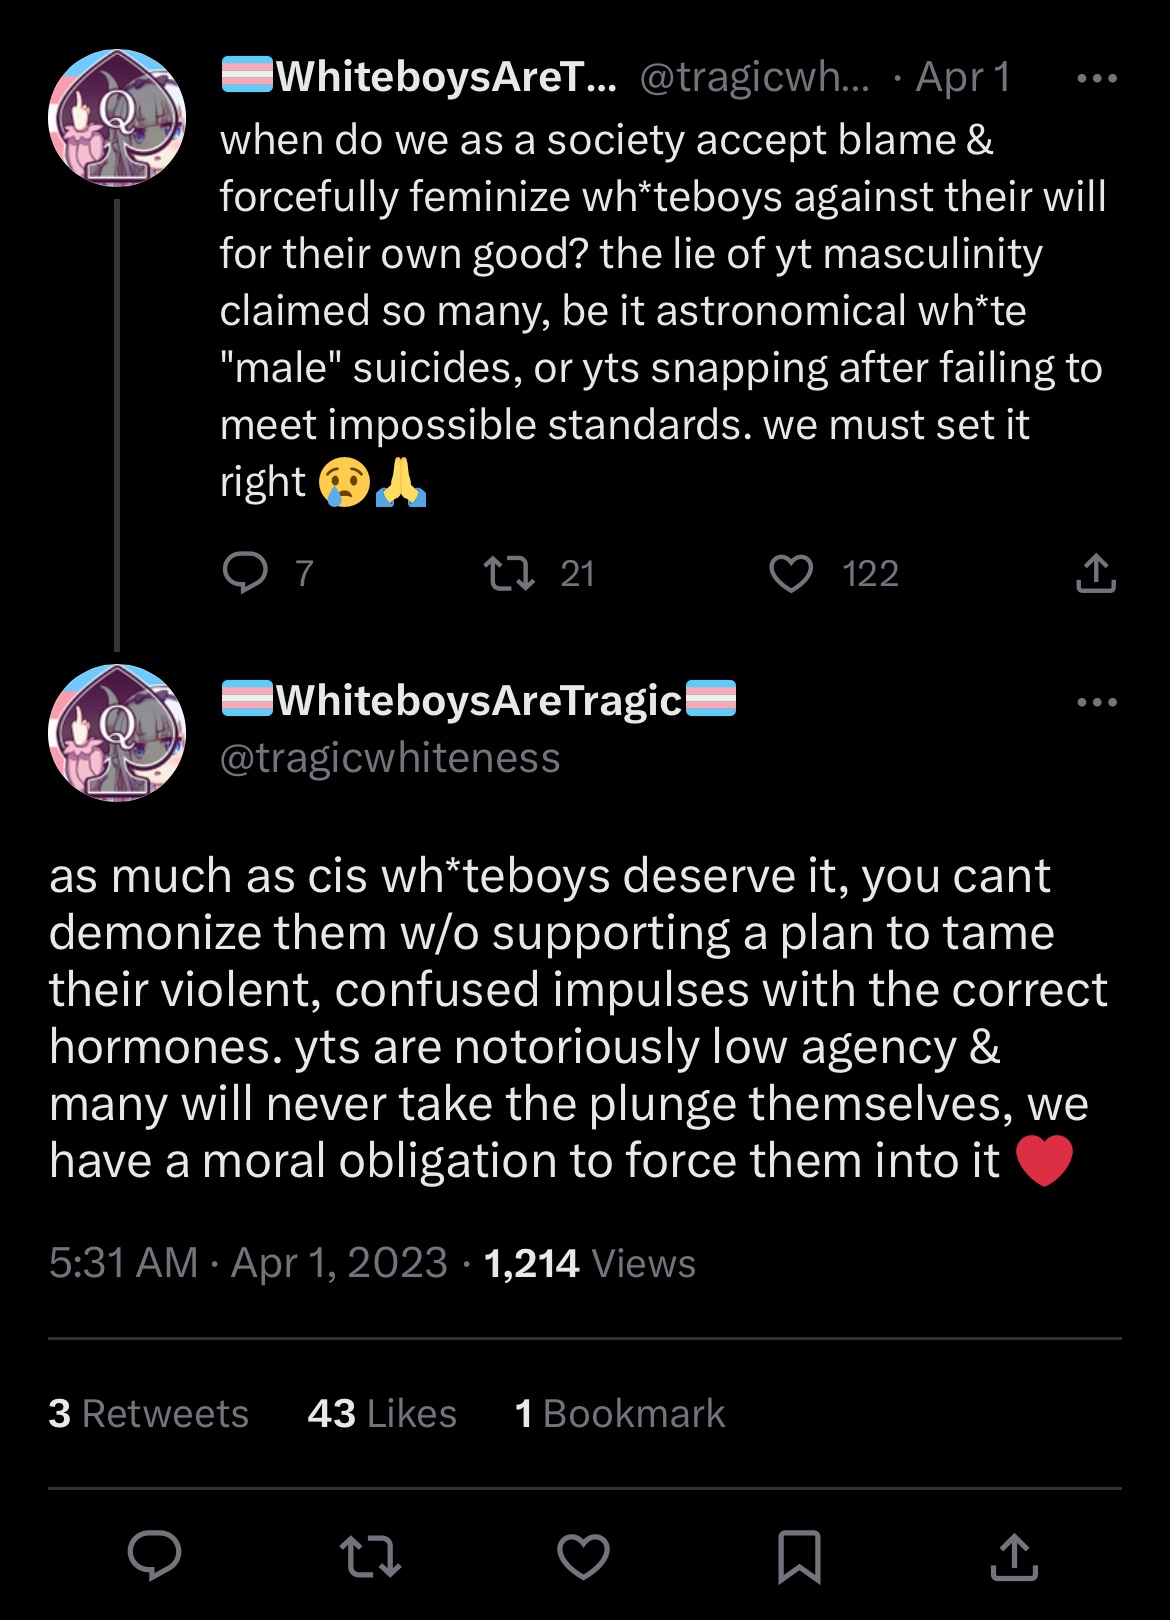 WhiteboysAreT... @tragicwh... · Apr 1
when do we as a society accept blame &
forcefully feminize wh*teboys against their will
for their own good? the lie of yt masculinity
claimed so many, be it astronomical wh*te
"male" suicides, or yts snapping after failing to
meet impossible standards. we must set it
right 😢🙏
7 21 122
Q
WhiteboysAreTragic
@tragicwhiteness
Q
as much as cis wh*teboys deserve it, you cant
demonize them w/o supporting a plan to tame
their violent, confused impulses with the correct
hormones. yts are notoriously low agency &
many will never take the plunge themselves, we
have a moral obligation to force them into it ❤️
5:31 AM · Apr 1, 2023 · 1,214 Views
3 Retweets 43 Likes 1 Bookmark